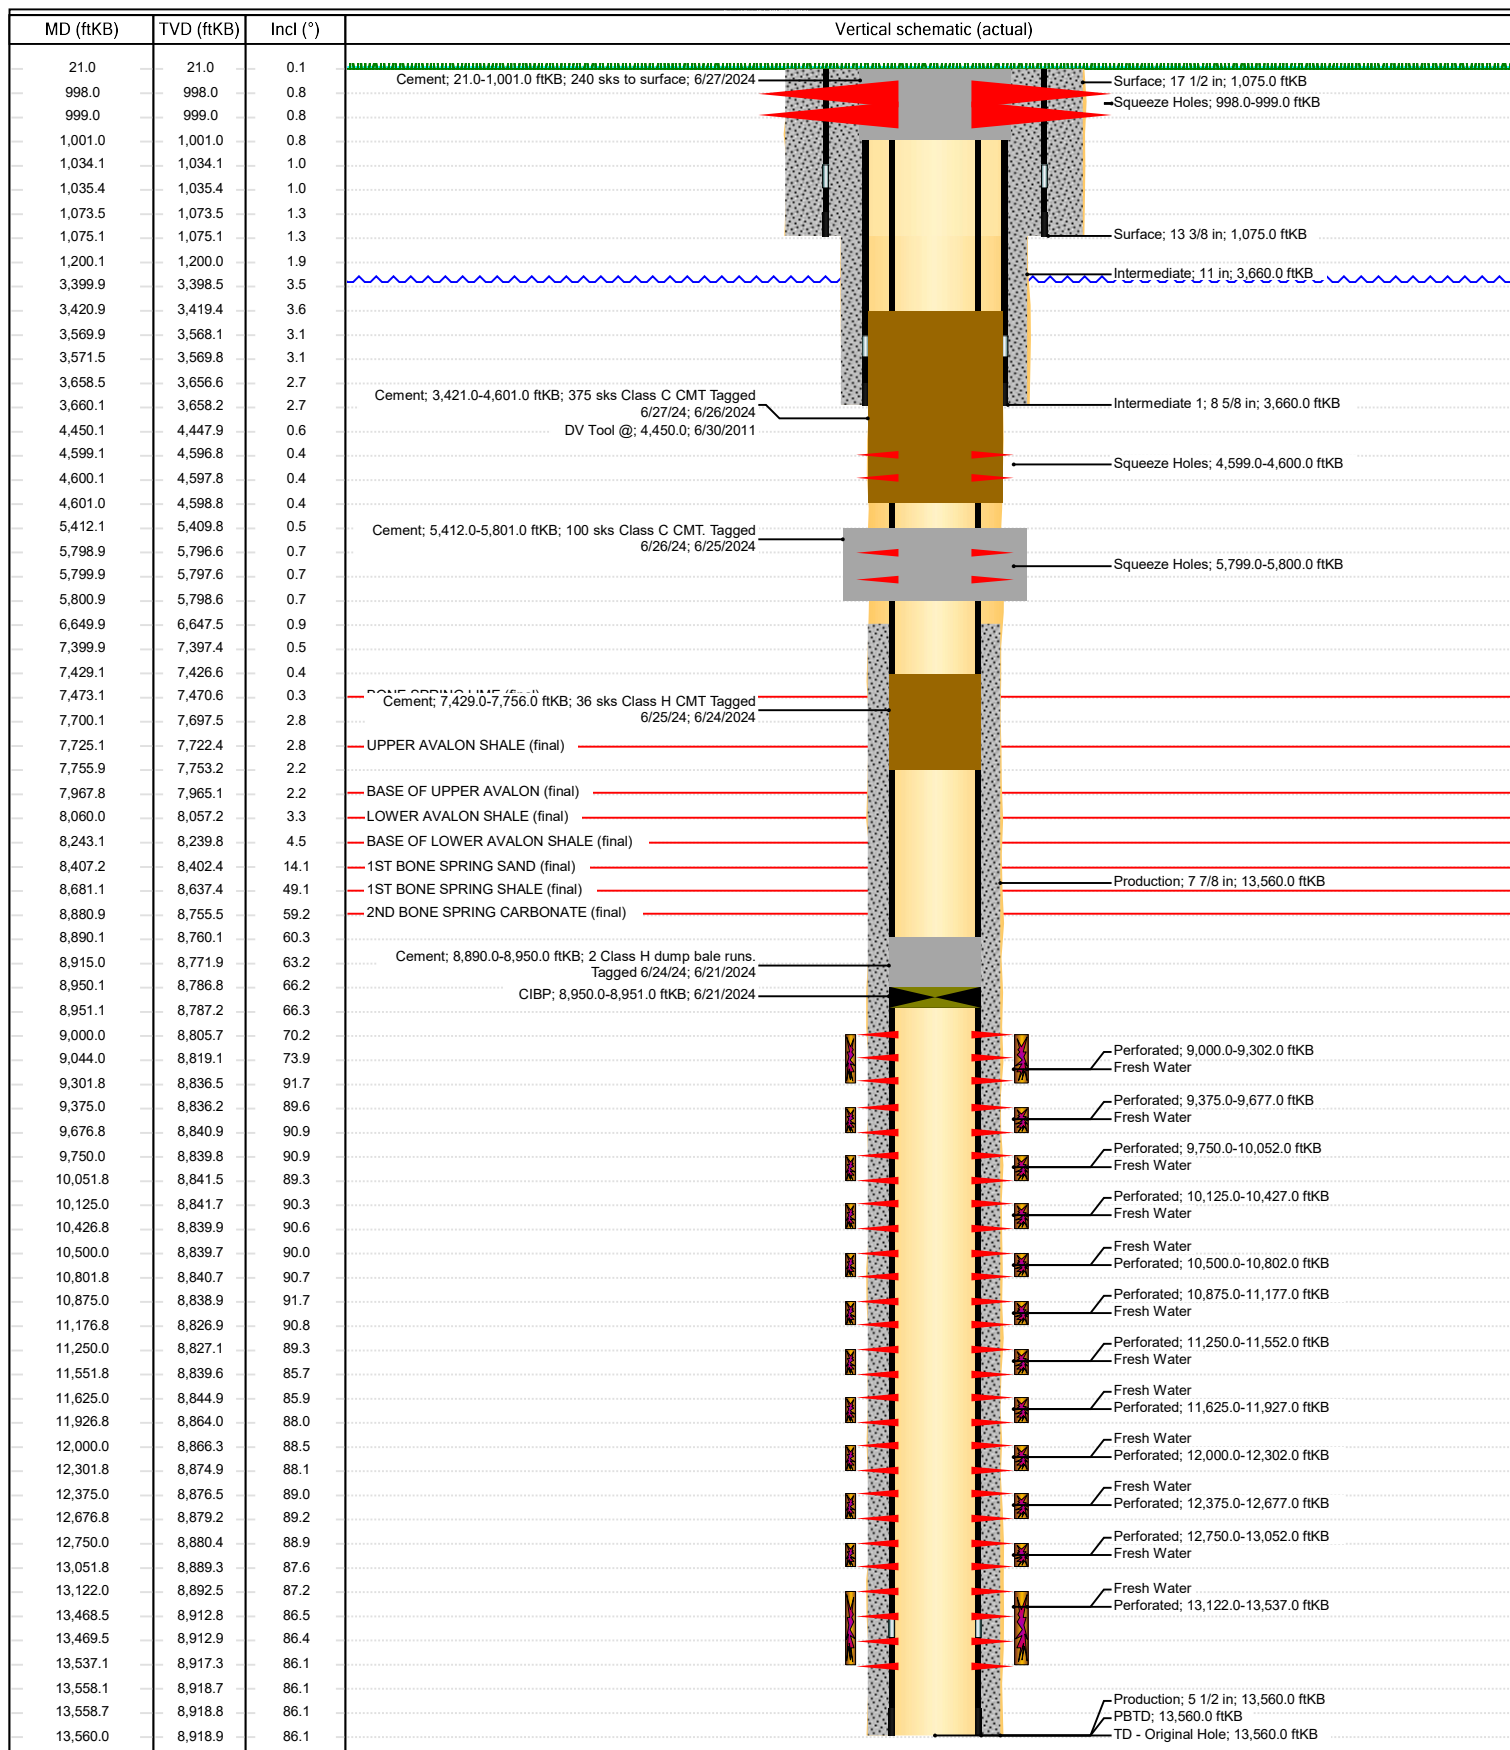 MD (ftKB) TVD (ftKB) Incl (°) Vertical schematic (actual)
21.0 21.0 0.1
998.0 998.0 0.8
999.0 999.0 0.8
1,001.0 1,001.0 0.8
1,034.1 1,034.1 1.0
1,035.4 1,035.4 1.0
1,073.5 1,073.5 1.3
1,075.1 1,075.1 1.3
1,200.1 1,200.0 1.9
3,399.9 3,398.5 3.5
3,420.9 3,419.4 3.6
3,569.9 3,568.1 3.1
3,571.5 3,569.8 3.1
3,658.5 3,656.6 2.7
3,660.1 3,658.2 2.7
4,450.1 4,447.9 0.6
4,599.1 4,596.8 0.4
4,600.1 4,597.8 0.4
4,601.0 4,598.8 0.4
5,412.1 5,409.8 0.5
5,798.9 5,796.6 0.7
5,799.9 5,797.6 0.7
5,800.9 5,798.6 0.7
6,649.9 6,647.5 0.9
7,399.9 7,397.4 0.5
7,429.1 7,426.6 0.4
7,473.1 7,470.6 0.3
7,700.1 7,697.5 2.8
7,725.1 7,722.4 2.8
7,755.9 7,753.2 2.2
7,967.8 7,965.1 2.2
8,060.0 8,057.2 3.3
8,243.1 8,239.8 4.5
8,407.2 8,402.4 14.1
8,681.1 8,637.4 49.1
8,880.9 8,755.5 59.2
8,890.1 8,760.1 60.3
8,915.0 8,771.9 63.2
8,950.1 8,786.8 66.2
8,951.1 8,787.2 66.3
9,000.0 8,805.7 70.2
9,044.0 8,819.1 73.9
9,301.8 8,836.5 91.7
9,375.0 8,836.2 89.6
9,676.8 8,840.9 90.9
9,750.0 8,839.8 90.9
10,051.8 8,841.5 89.3
10,125.0 8,841.7 90.3
10,426.8 8,839.9 90.6
10,500.0 8,839.7 90.0
10,801.8 8,840.7 90.7
10,875.0 8,838.9 91.7
11,176.8 8,826.9 90.8
11,250.0 8,827.1 89.3
11,551.8 8,839.6 85.7
11,625.0 8,844.9 85.9
11,926.8 8,864.0 88.0
12,000.0 8,866.3 88.5
12,301.8 8,874.9 88.1
12,375.0 8,876.5 89.0
12,676.8 8,879.2 89.2
12,750.0 8,880.4 88.9
13,051.8 8,889.3 87.6
13,122.0 8,892.5 87.2
13,468.5 8,912.8 86.5
13,469.5 8,912.9 86.4
13,537.1 8,917.3 86.1
13,558.1 8,918.7 86.1
13,558.7 8,918.8 86.1
13,560.0 8,918.9 86.1
Cement; 21.0-1,001.0 ftKB; 240 sks to surface; 6/27/2024
Cement; 3,421.0-4,601.0 ftKB; 375 sks Class C CMT Tagged
6/27/24; 6/26/2024
DV Tool @; 4,450.0; 6/30/2011
Cement; 5,412.0-5,801.0 ftKB; 100 sks Class C CMT. Tagged
6/26/24; 6/25/2024
BONE SPRING LIME (final)
Cement; 7,429.0-7,756.0 ftKB; 36 sks Class H CMT Tagged
6/25/24; 6/24/2024
UPPER AVALON SHALE (final)
BASE OF UPPER AVALON (final)
LOWER AVALON SHALE (final)
BASE OF LOWER AVALON SHALE (final)
1ST BONE SPRING SAND (final)
1ST BONE SPRING SHALE (final)
2ND BONE SPRING CARBONATE (final)
Cement; 8,890.0-8,950.0 ftKB; 2 Class H dump bale runs.
Tagged 6/24/24; 6/21/2024
CIBP; 8,950.0-8,951.0 ftKB; 6/21/2024
Surface; 17 1/2 in; 1,075.0 ftKB
Squeeze Holes; 998.0-999.0 ftKB
Surface; 13 3/8 in; 1,075.0 ftKB
Intermediate; 11 in; 3,660.0 ftKB
Intermediate 1; 8 5/8 in; 3,660.0 ftKB
Squeeze Holes; 4,599.0-4,600.0 ftKB
Squeeze Holes; 5,799.0-5,800.0 ftKB
Production; 7 7/8 in; 13,560.0 ftKB
Perforated; 9,000.0-9,302.0 ftKB
Fresh Water
Perforated; 9,375.0-9,677.0 ftKB
Fresh Water
Perforated; 9,750.0-10,052.0 ftKB
Fresh Water
Perforated; 10,125.0-10,427.0 ftKB
Fresh Water
Fresh Water
Perforated; 10,500.0-10,802.0 ftKB
Perforated; 10,875.0-11,177.0 ftKB
Fresh Water
Perforated; 11,250.0-11,552.0 ftKB
Fresh Water
Fresh Water
Perforated; 11,625.0-11,927.0 ftKB
Fresh Water
Perforated; 12,000.0-12,302.0 ftKB
Fresh Water
Perforated; 12,375.0-12,677.0 ftKB
Perforated; 12,750.0-13,052.0 ftKB
Fresh Water
Fresh Water
Perforated; 13,122.0-13,537.0 ftKB
Production; 5 1/2 in; 13,560.0 ftKB
PBTD; 13,560.0 ftKB
TD - Original Hole; 13,560.0 ftKB